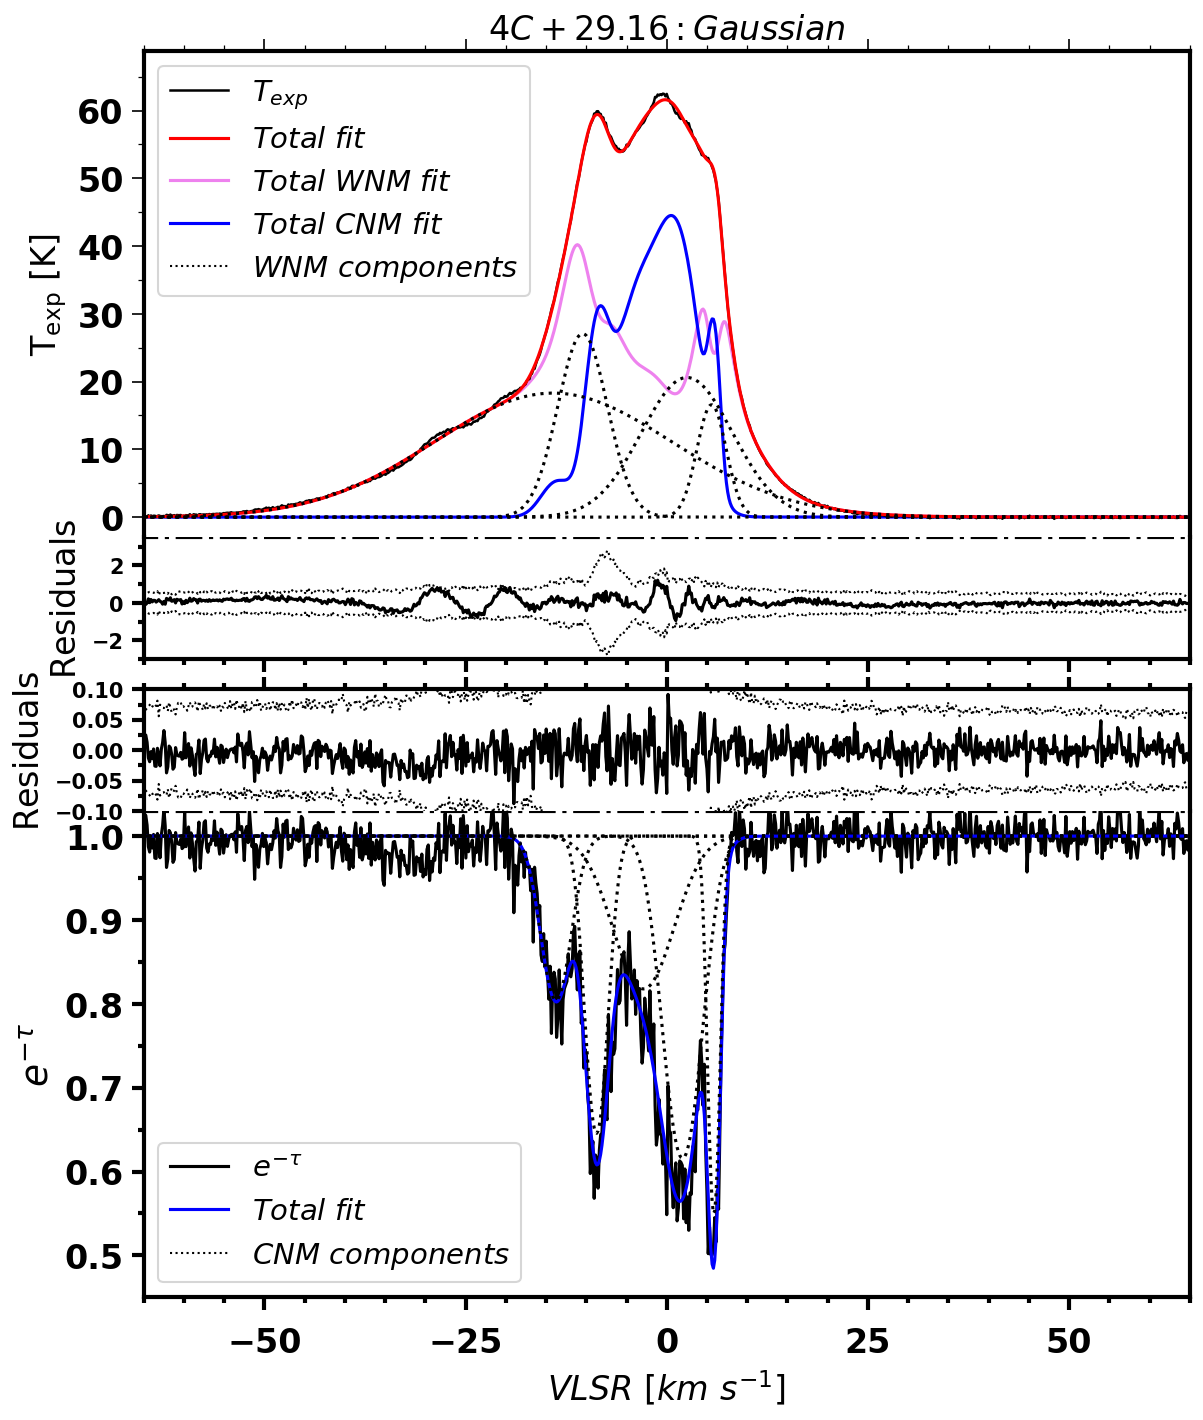 4C + 29.16 : Gaussian
T_exp
Total fit
Total WNM fit
Total CNM fit
WNM components
T_exp [K]
60
50
40
30
20
10
0
Residuals
2
0
−2
Residuals
0.10
0.05
0.00
−0.05
−0.10
e^{−τ}
1.0
0.9
0.8
0.7
0.6
0.5
e^{−τ}
Total fit
CNM components
−50 −25 0 25 50
VLSR [km s^{−1}]